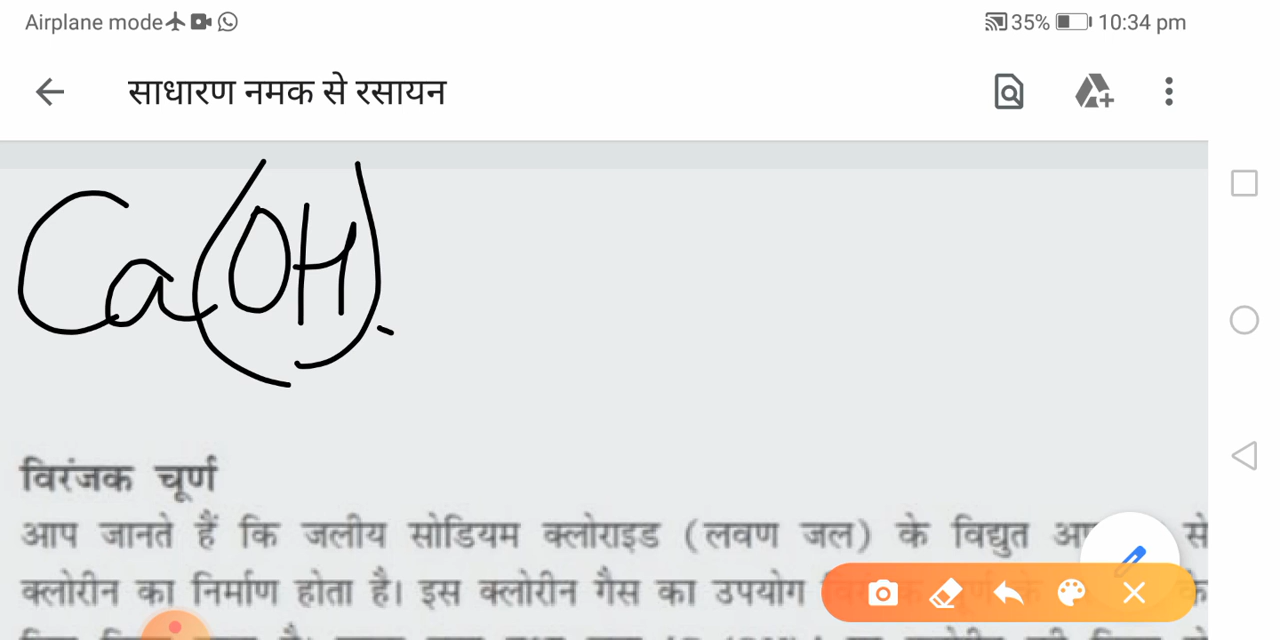 Airplane mode 35% 10:34 pm
साधारण नमक से रसायन
Ca(OH)
विरंजक चूर्ण
आप जानते हैं कि जलीय सोडियम क्लोराइड (लवण जल) के विद्युत से
क्लोरीन का निर्माण होता है। इस क्लोरीन गैस का उपयोग के